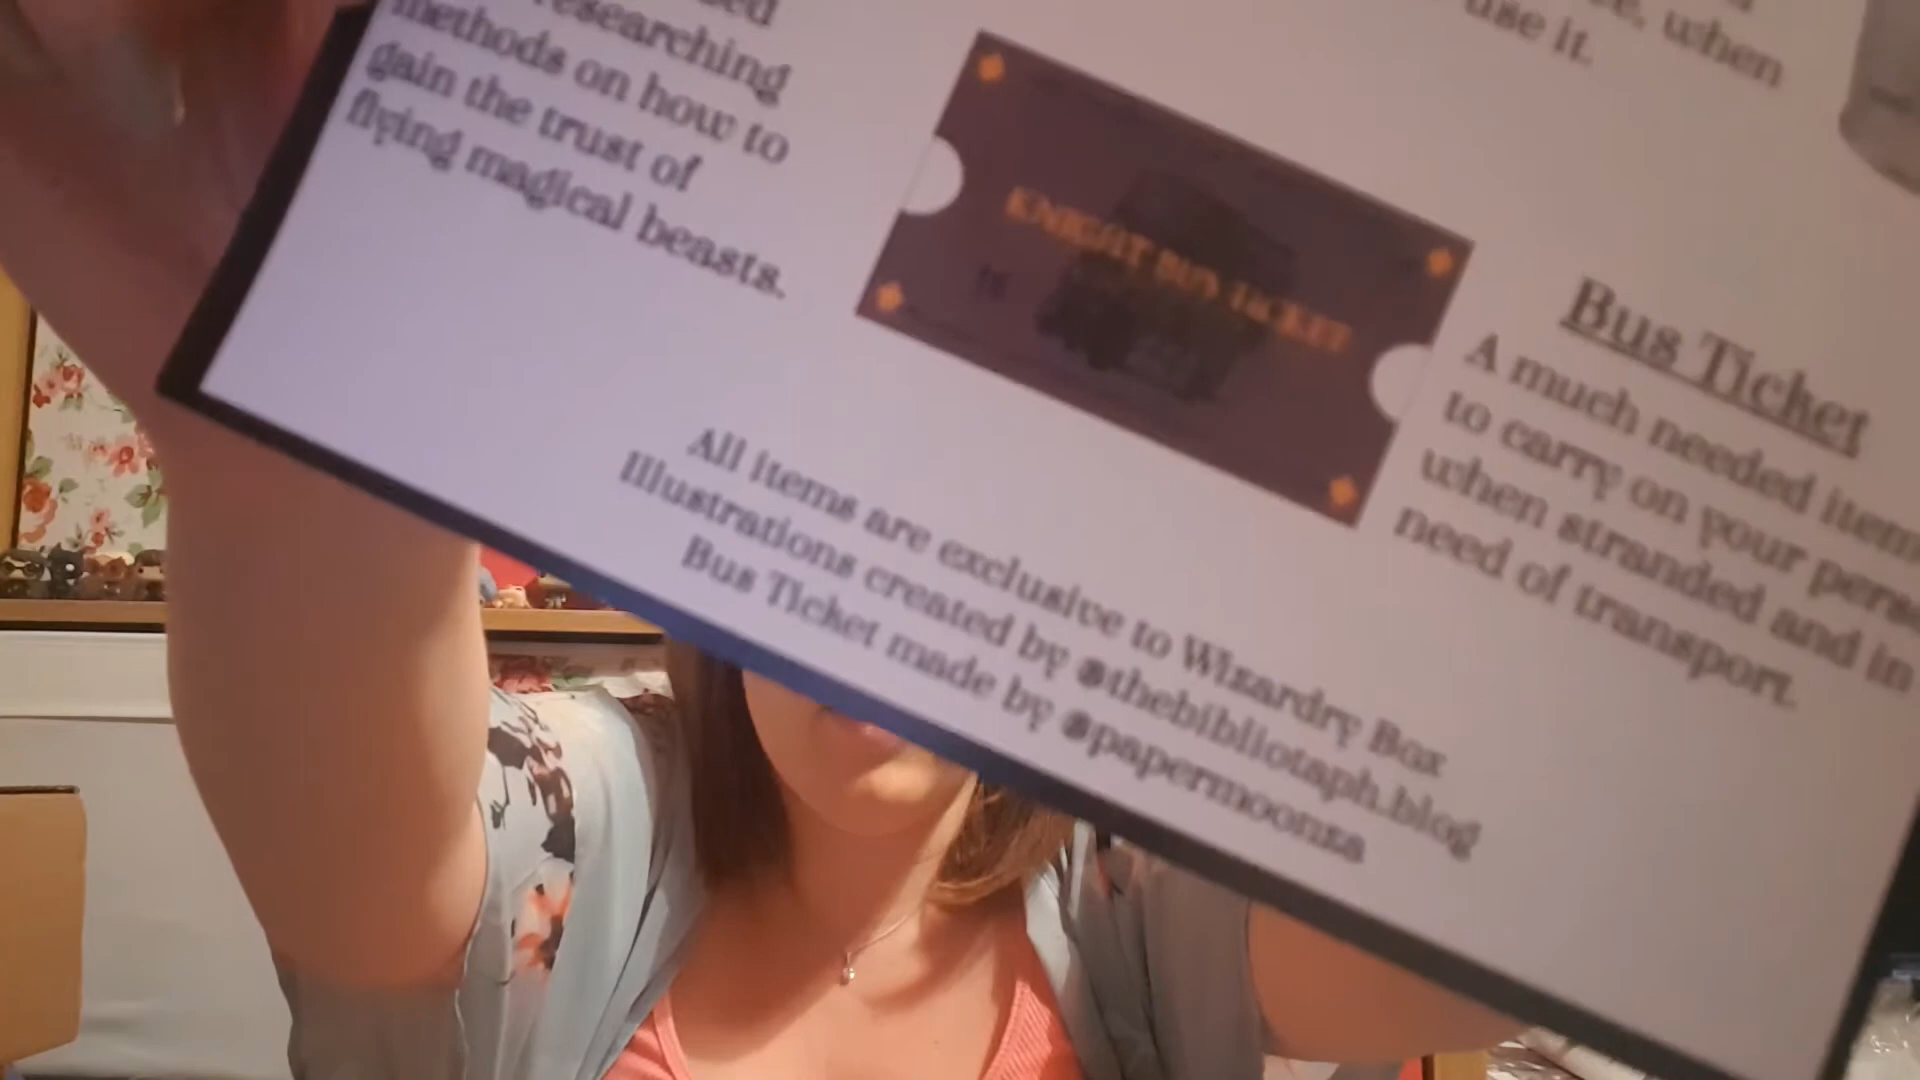 researching
methods on how to
gain the trust of
flying magical beasts.
when
use it.
KNIGHT BUS TICKET
Bus Ticket
A much needed item
to carry on your
when stranded and in
need of transport.
All items are exclusive to Wizardry Box
Illustrations created by @thebibliotaph.blog
Bus Ticket made by @papermoonza